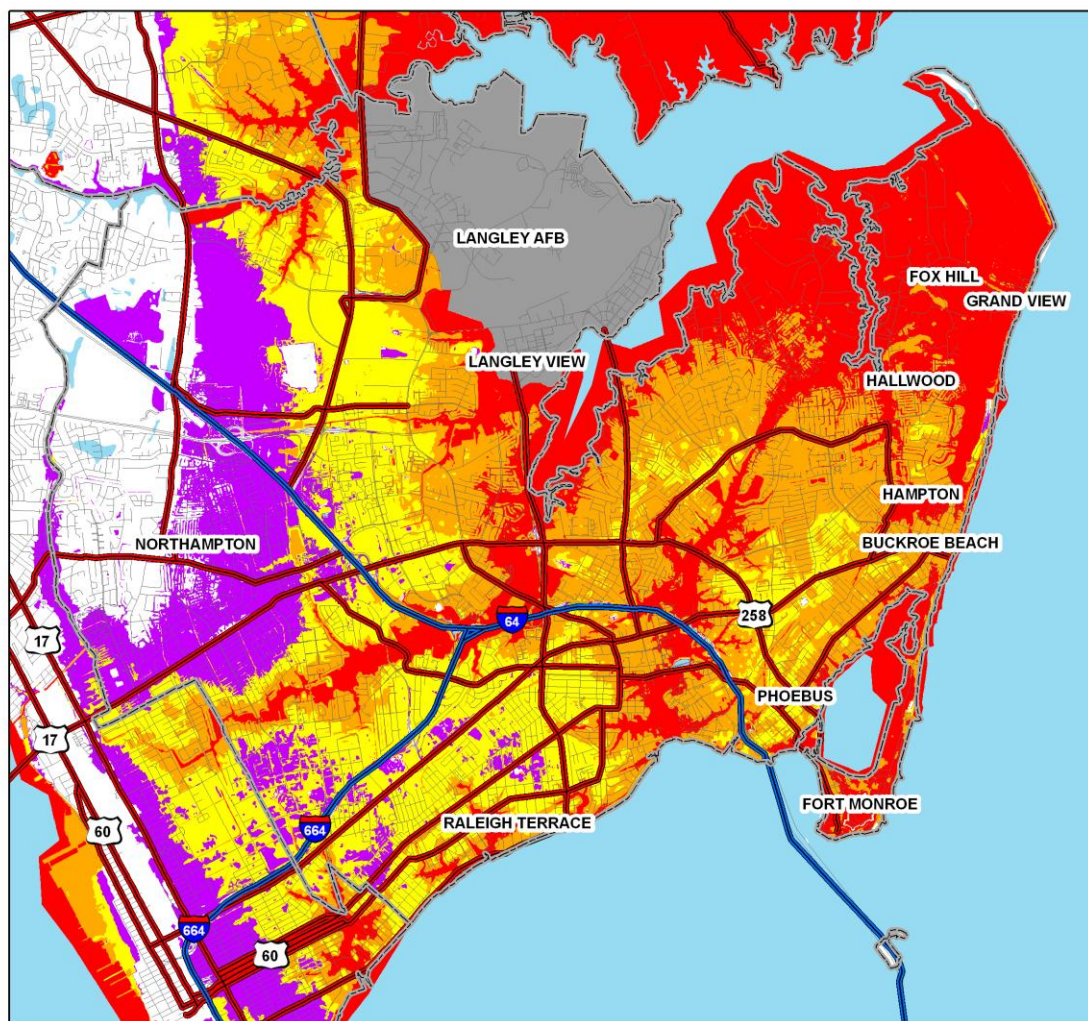 LANGLEY AFB
FOX HILL
GRAND VIEW
LANGLEY VIEW
HALLWOOD
HAMPTON
NORTHAMPTON
BUCKROE BEACH
258
64
17
PHOEBUS
17
FORT MONROE
RALEIGH TERRACE
664
60
664
60